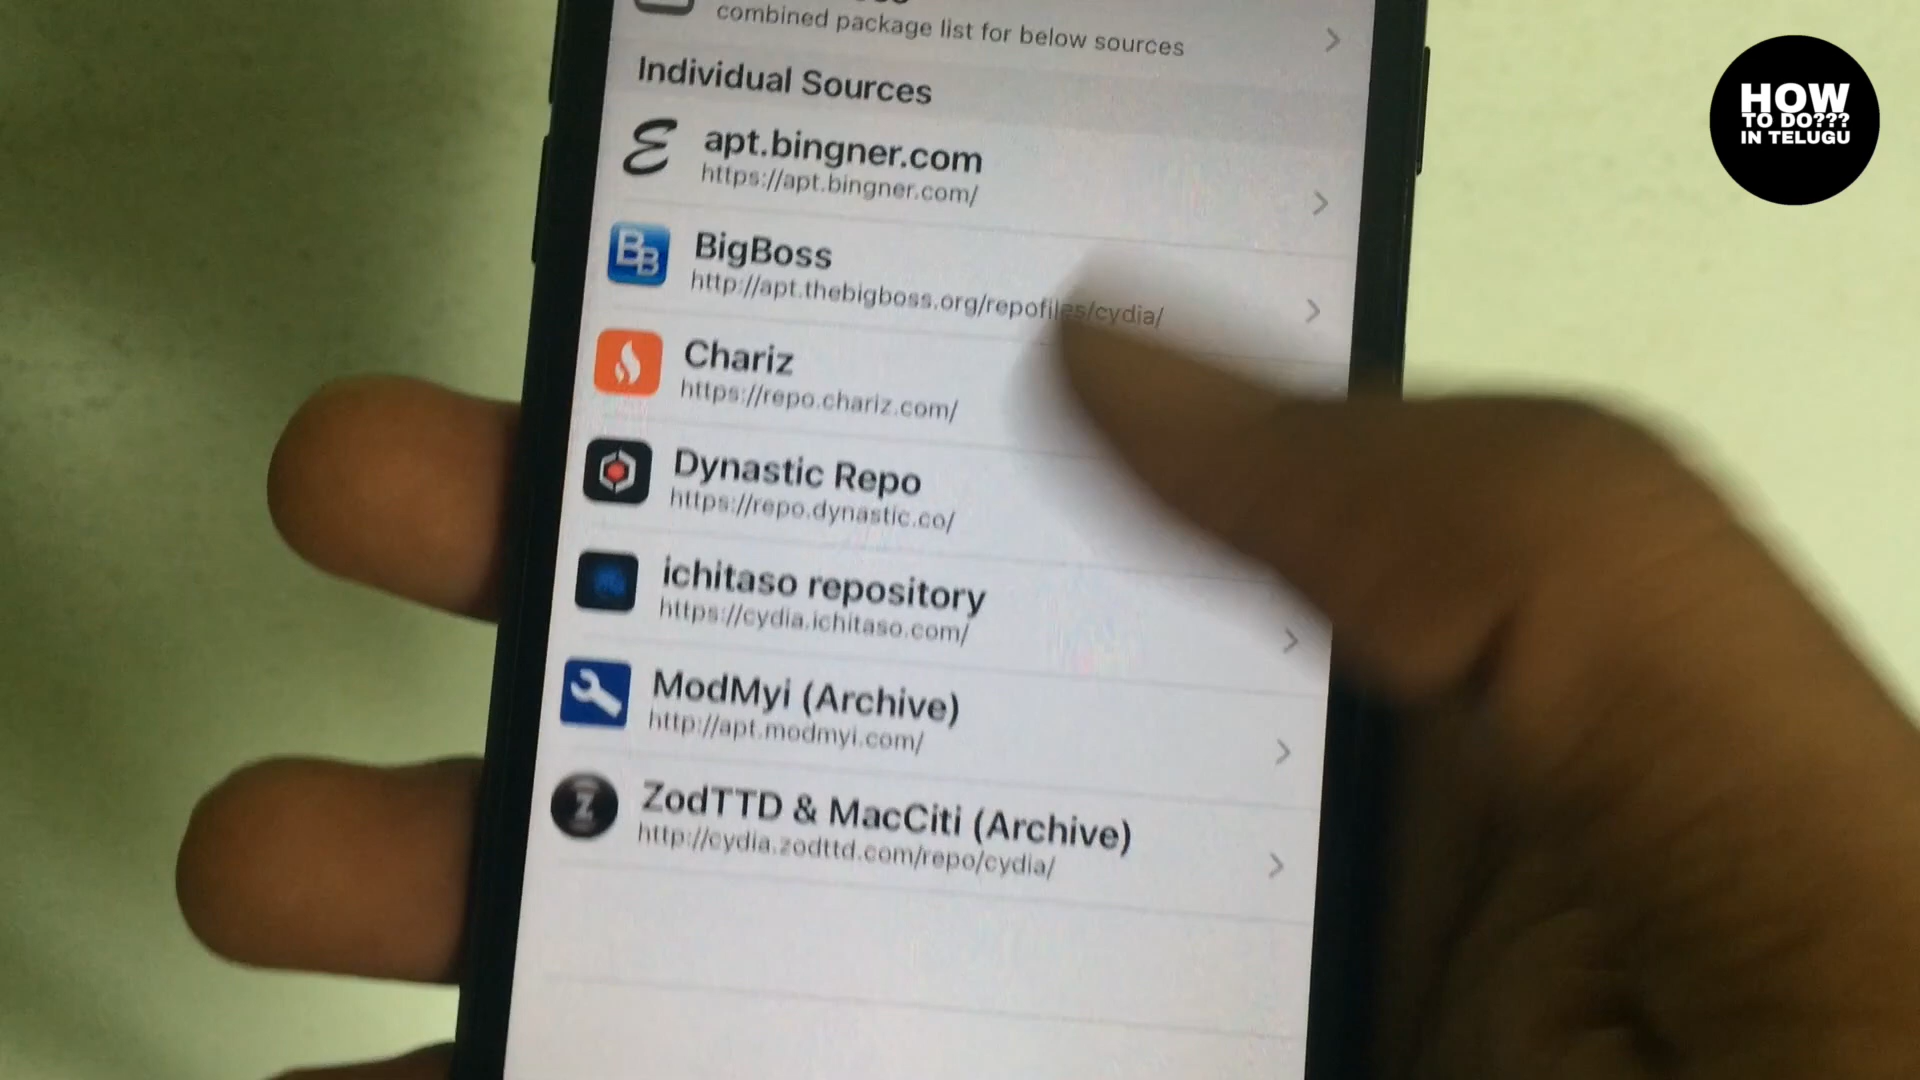 combined package list for below sources
Individual Sources
apt.bingner.com
https://apt.bingner.com/
BigBoss
http://apt.thebigboss.org/repofiles/cydia/
Chariz
https://repo.chariz.com/
Dynastic Repo
https://repo.dynastic.co/
ichitaso repository
https://cydia.ichitaso.com/
ModMyi (Archive)
http://apt.modmyi.com/
ZodTTD & MacCiti (Archive)
http://cydia.zodttd.com/repo/cydia/
BB
Z
HOW
TO DO???
IN TELUGU